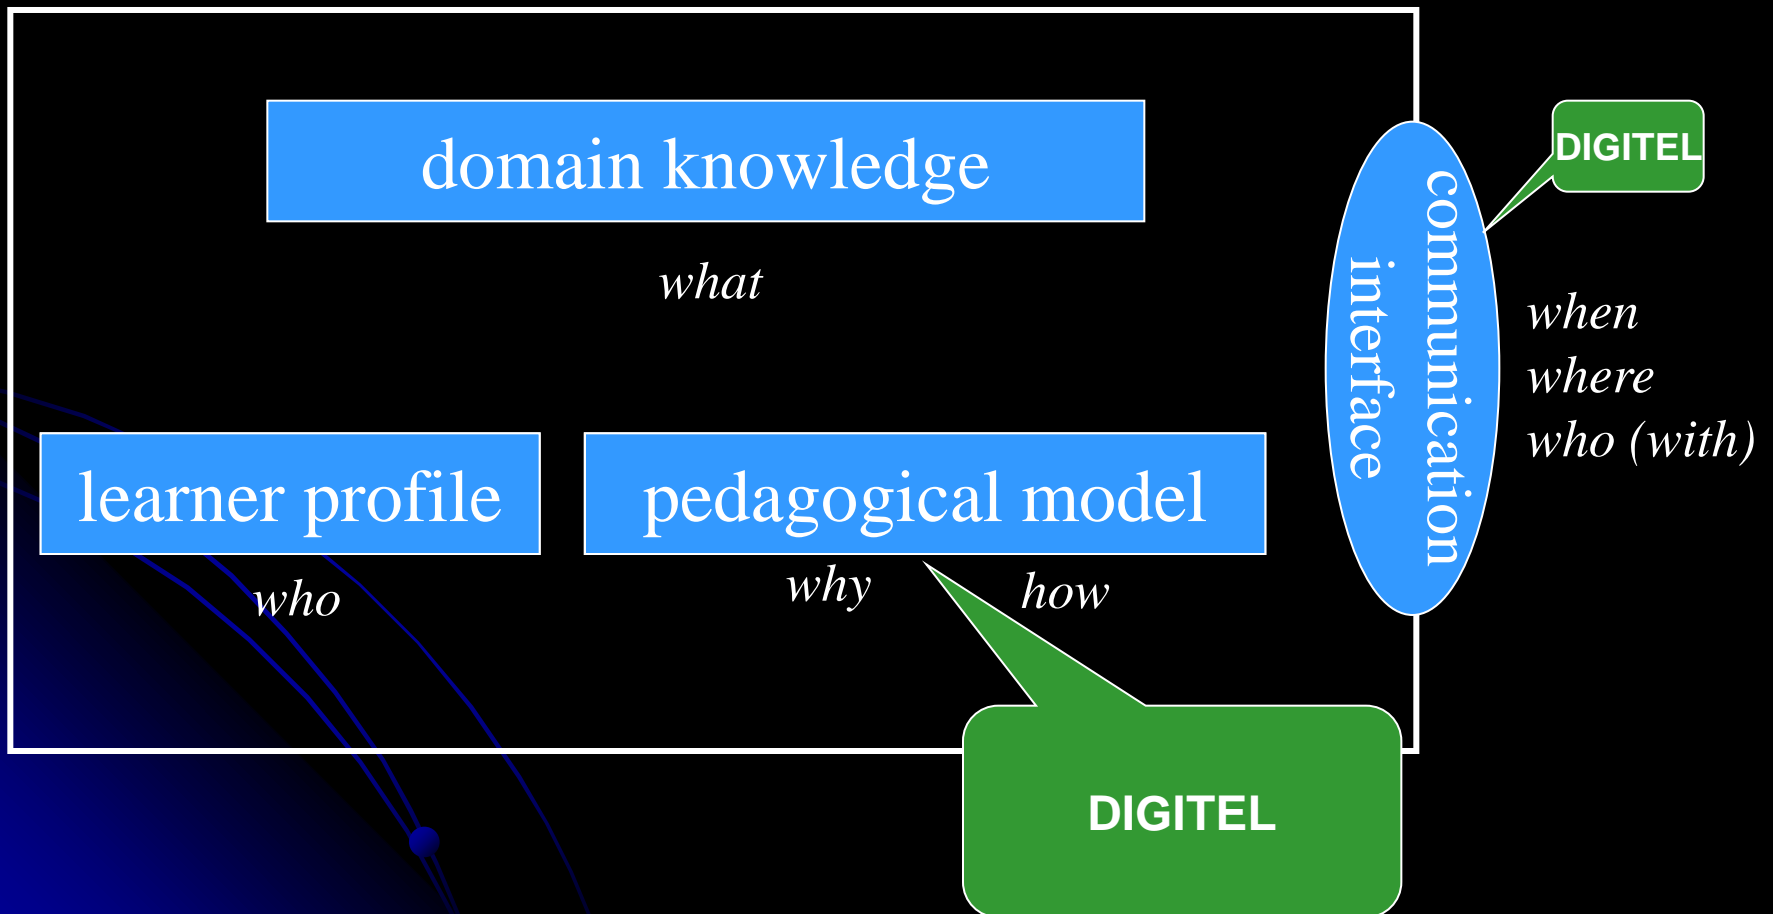 domain knowledge
DIGITEL
what
communication
interface
when
where
who (with)
learner profile
pedagogical model
who
why
how
DIGITEL